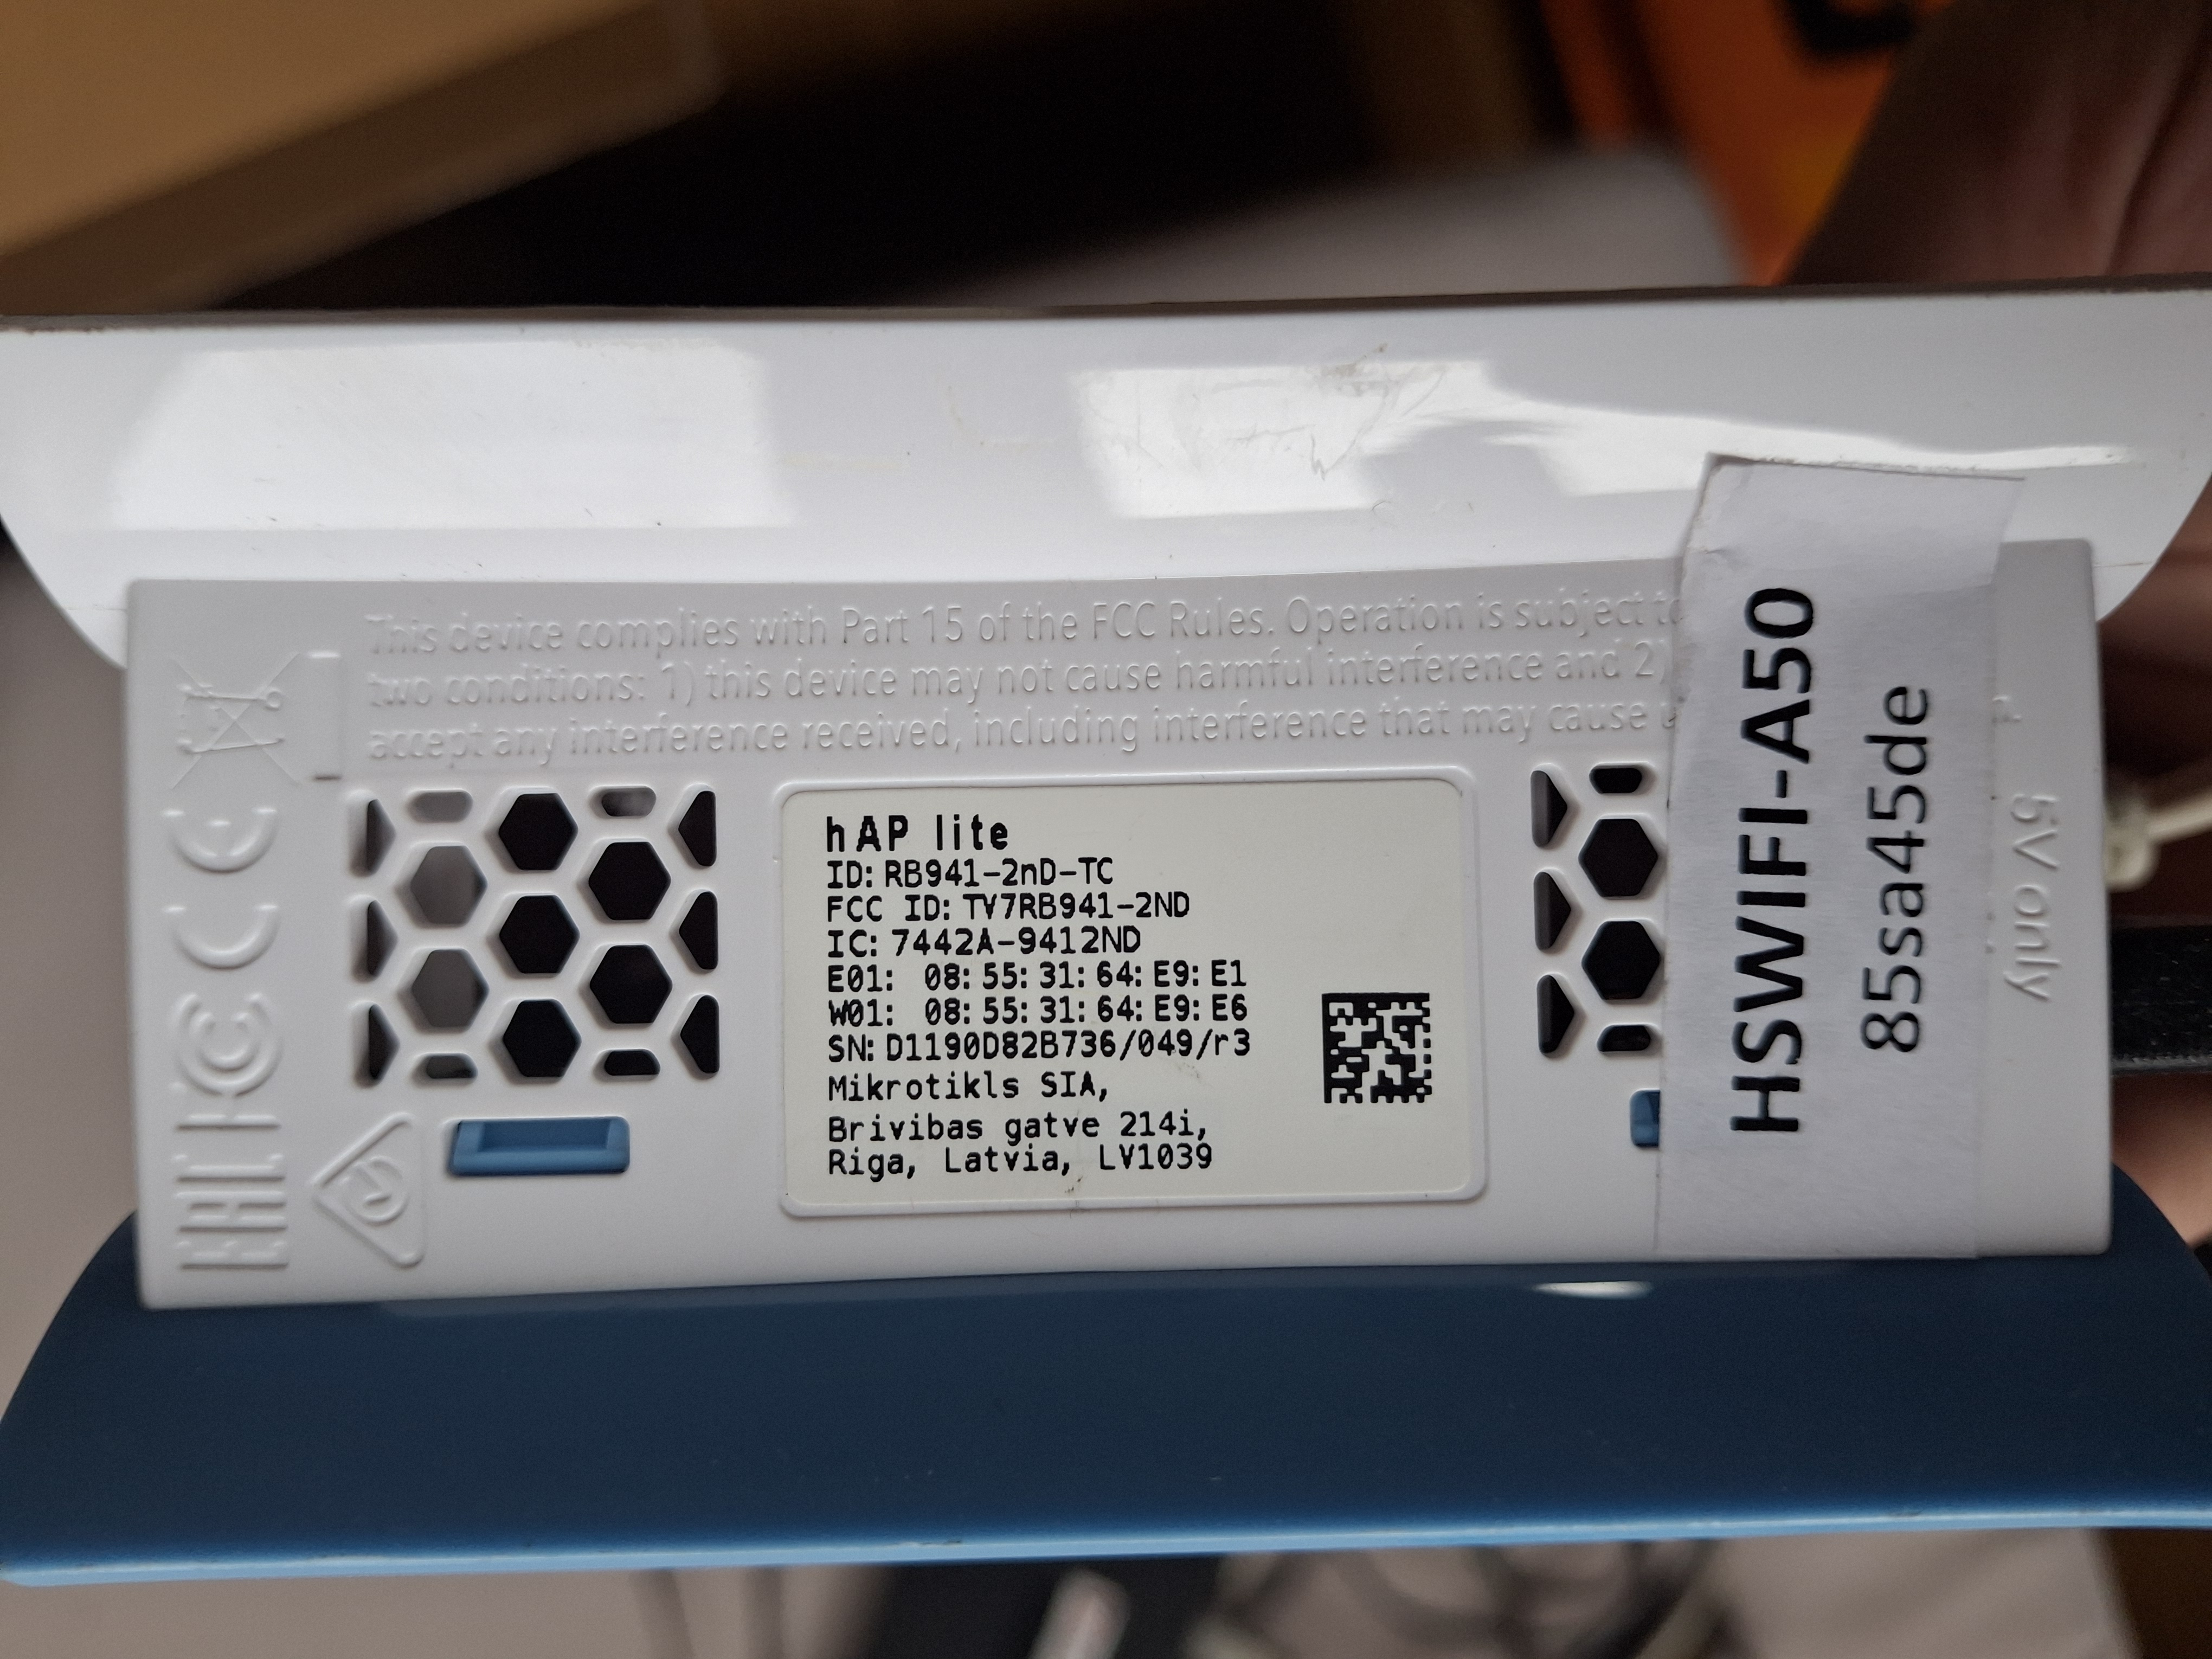 This device complies with Part 15 of the FCC Rules. Operation is subject to
two conditions: 1) this device may not cause harmful interference and 2)
accept any interference received, including interference that may cause
hAP lite
ID: RB941-2nD-TC
FCC ID: TV7RB941-2ND
IC: 7442A-9412ND
E01: 08:55:31:64:E9:E1
W01: 08:55:31:64:E9:E6
SN: D1190D82B736/049/r3
Mikrotikls SIA,
Brivibas gatve 214i,
Riga, Latvia, LV1039
HSWIFI-A50
85sa45de
5V only
CE
EAC